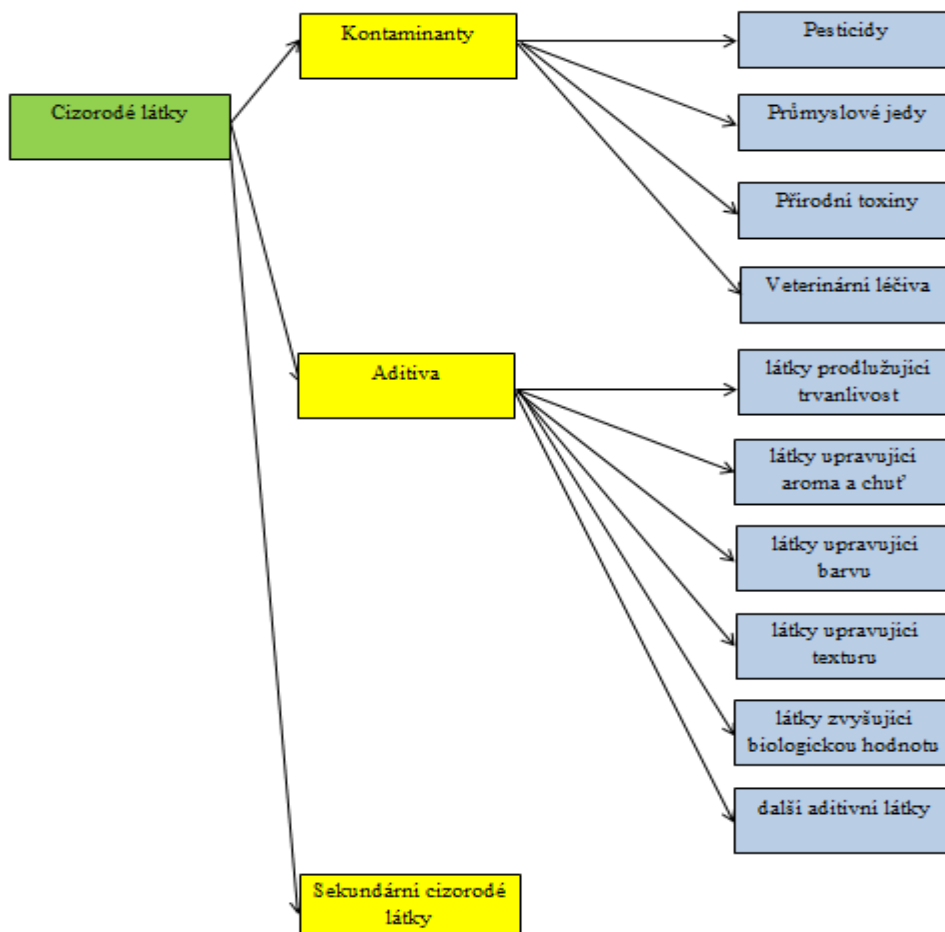 Cizorodé látky
Kontaminanty
Pesticidy
Průmyslové jedy
Přírodní toxiny
Veterinární léčiva
Aditiva
látky prodlužující
trvanlivost
látky upravující
aroma a chuť
látky upravující
barvu
látky upravující
texturu
látky zvyšující
biologickou hodnotu
další aditivní látky
Sekundární cizorodé
látky